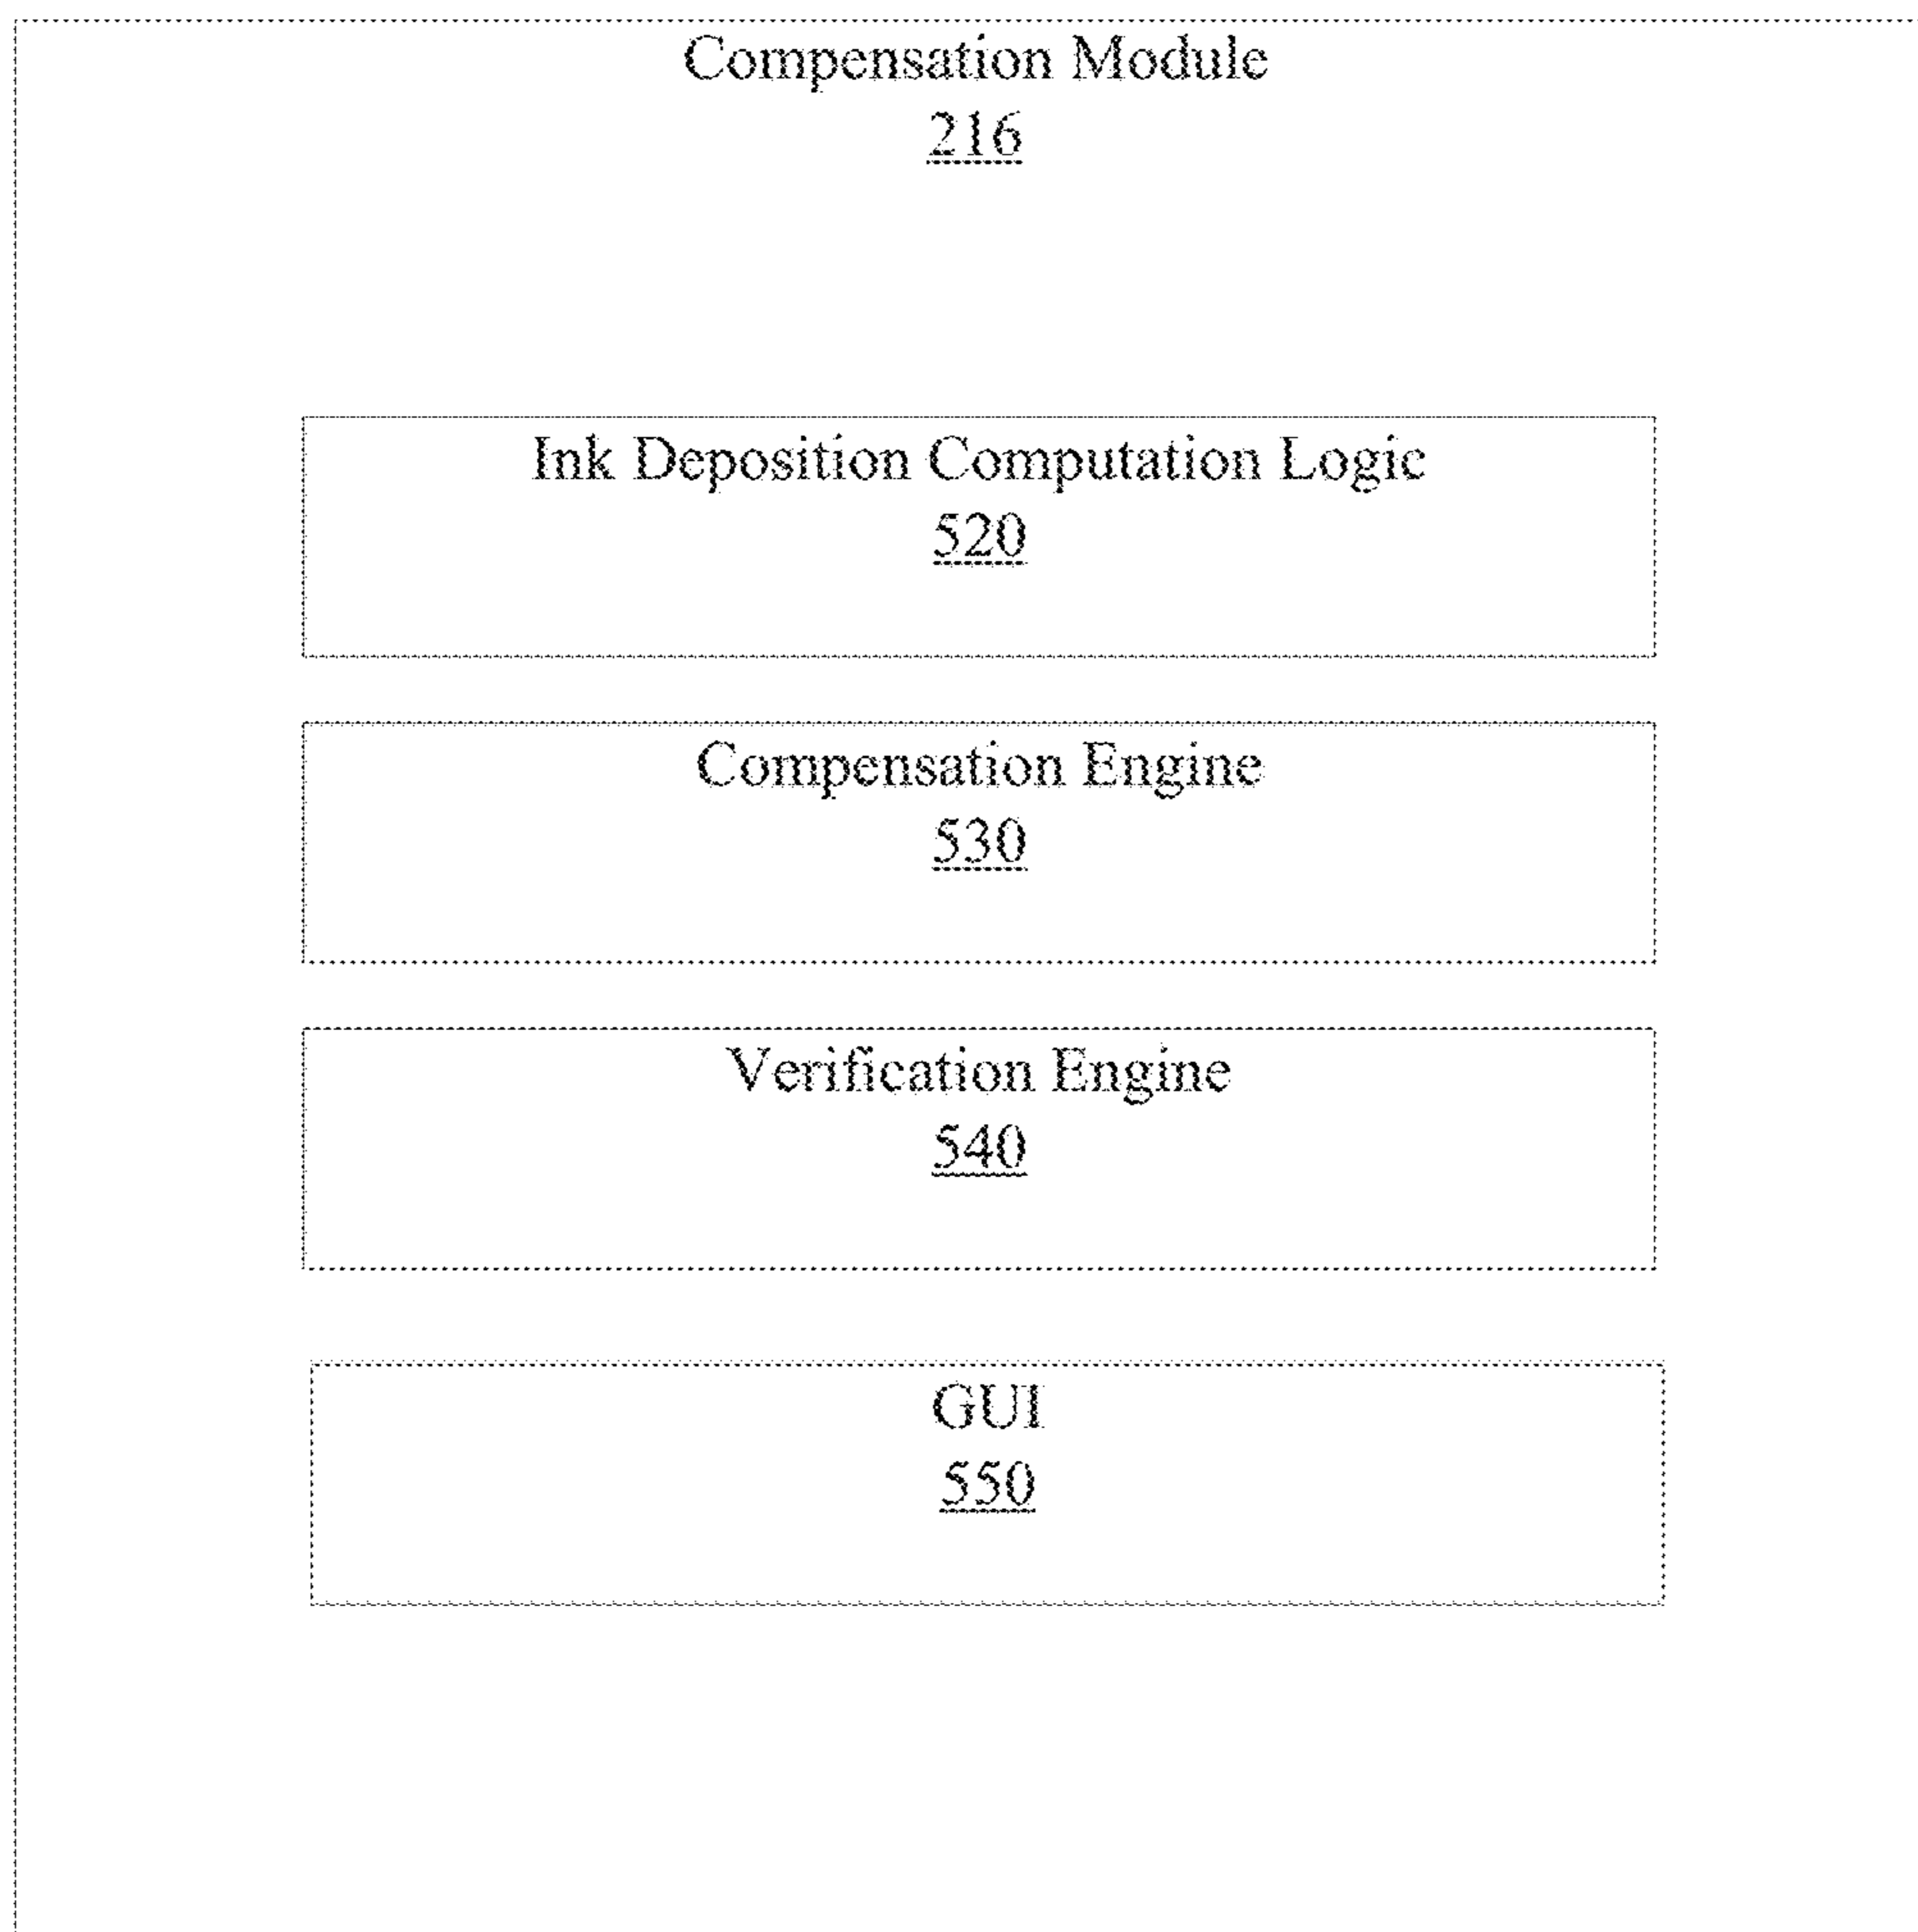 Compensation Module
216
Ink Deposition Computation Logic
520
Compensation Engine
530
Verification Engine
540
GUI
550